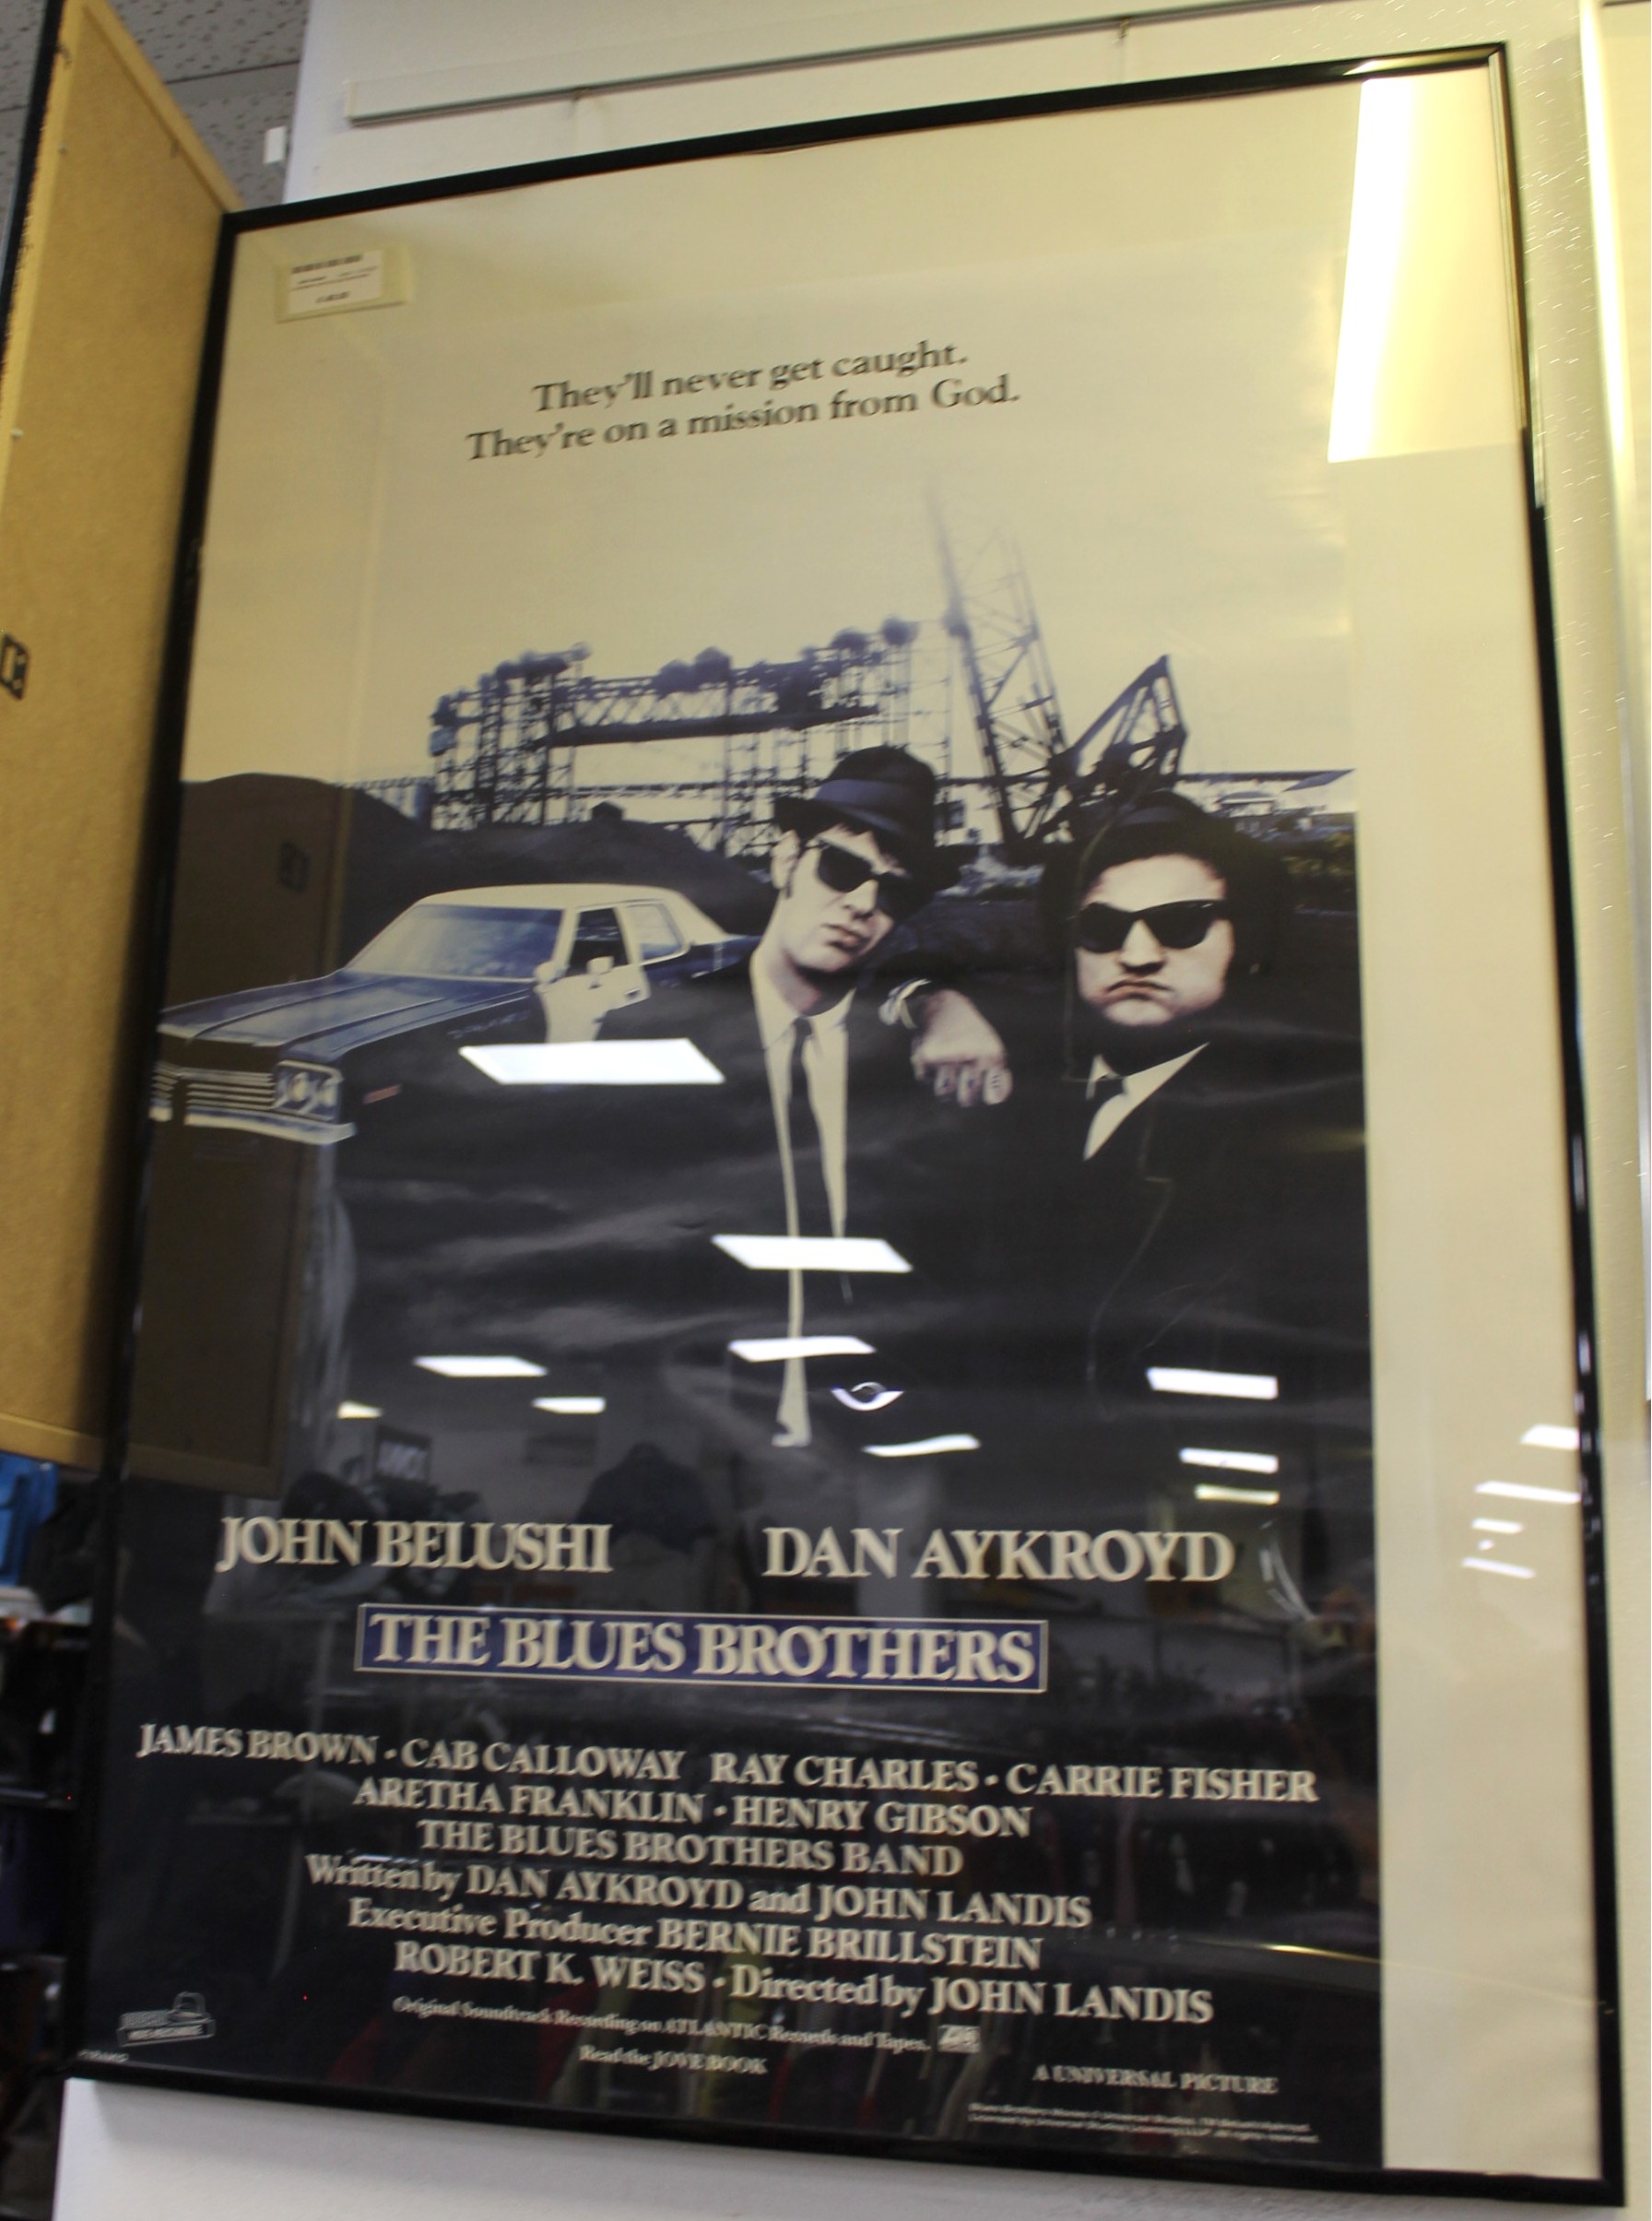 They'll never get caught.
They're on a mission from God.
JOHN BELUSHI DAN AYKROYD
THE BLUES BROTHERS
JAMES BROWN • CAB CALLOWAY RAY CHARLES • CARRIE FISHER
ARETHA FRANKLIN • HENRY GIBSON
THE BLUES BROTHERS BAND
Written by DAN AYKROYD and JOHN LANDIS
Executive Producer BERNIE BRILLSTEIN
ROBERT K. WEISS • Directed by JOHN LANDIS
Original Soundtrack Recording on ATLANTIC Records and Tapes.
Read the JOVE BOOK
A UNIVERSAL PICTURE